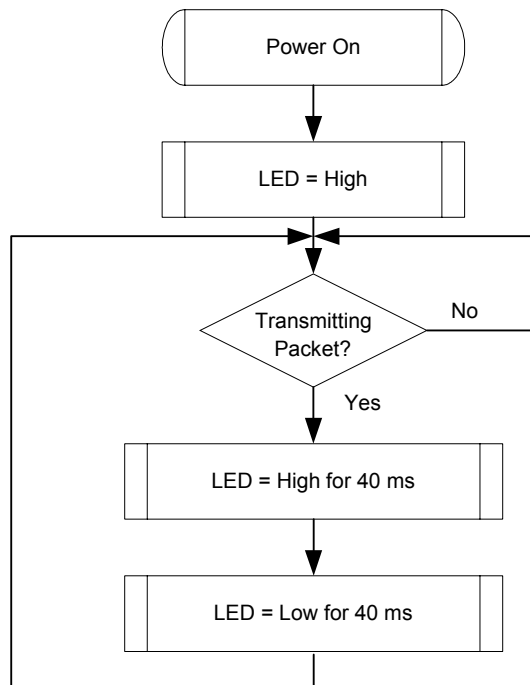 Power On
LED = High
Transmitting
Packet?
No
Yes
LED = High for 40 ms
LED = Low for 40 ms